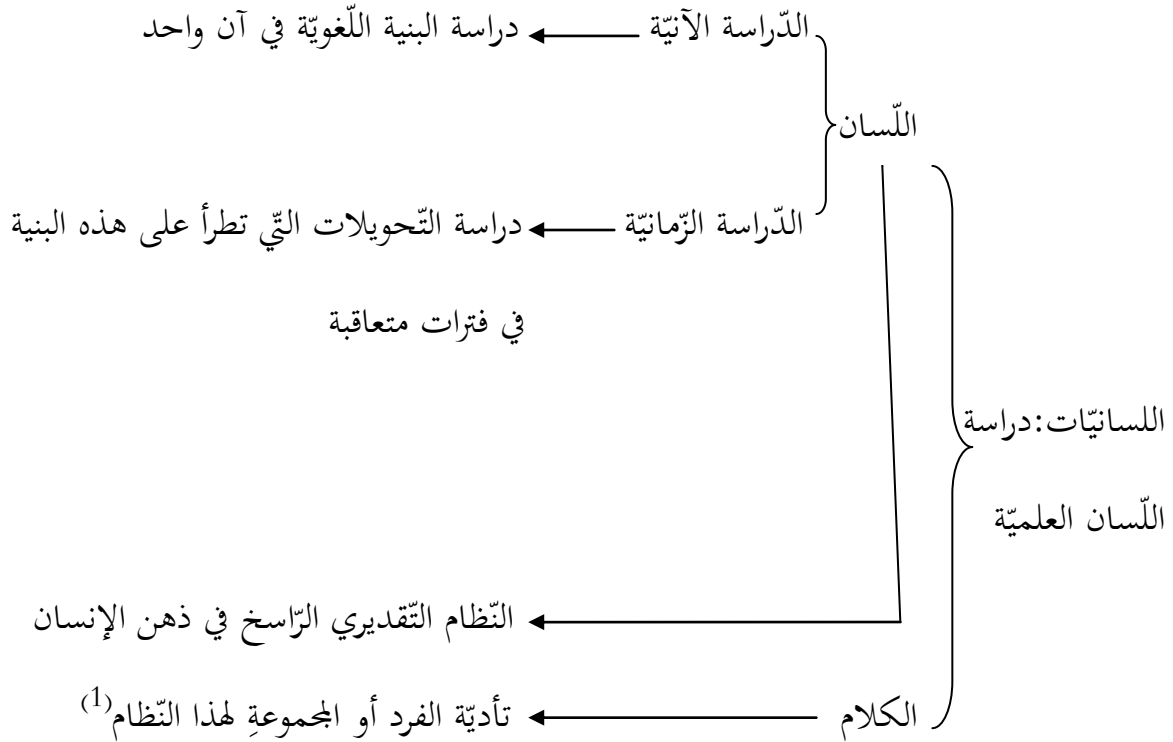 الدّراسة الآنيّة دراسة البنية اللّغويّة في آن واحد
اللّسان
الدّراسة الزّمانيّة دراسة التّحويلات التّي تطرأ على هذه البنية
في فترات متعاقبة
اللسانيّات:دراسة
اللّسان العلميّة
النّظام التّقديري الرّاسخ في ذهن الإنسان
الكلام تأديّة الفرد أو المجموعةِ لهذا النّظام(1)